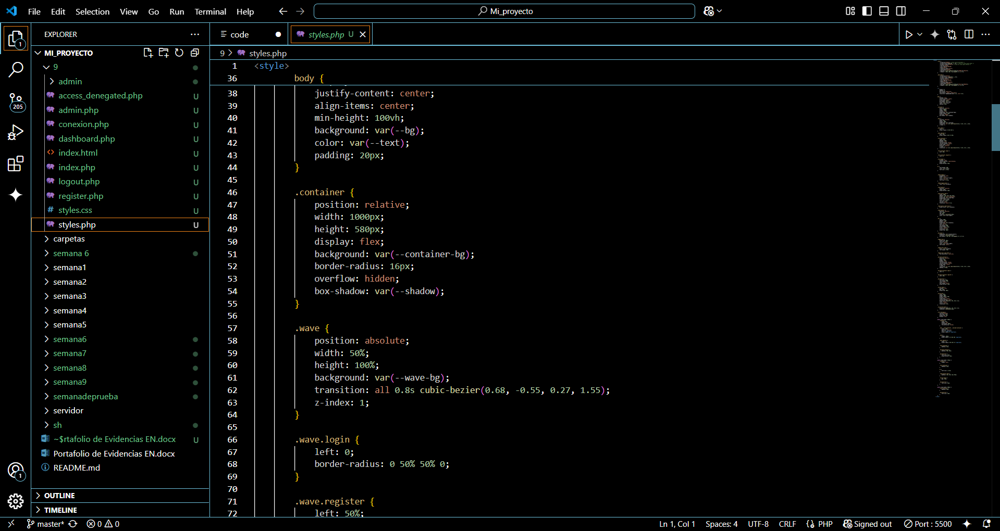 File Edit Selection View Go Run Terminal Help
Mi_proyecto
EXPLORER
MI_PROYECTO
9
admin
access_denegated.php U
admin.php U
conexion.php U
dashboard.php U
index.html U
index.php U
logout.php U
register.php U
styles.css U
styles.php U
carpetas
semana 6
semana1
semana2
semana3
semana4
semana5
semana6
semana7
semana8
semana9
semanadeprueba
servidor
sh
~$rtafolio de Evidencias EN.docx U
Portafolio de Evidencias EN.docx
README.md
OUTLINE
TIMELINE
1
205
1
code
styles.php U
9 > styles.php
1 <style>
36 body {
38 justify-content: center;
39 align-items: center;
40 min-height: 100vh;
41 background: var(--bg);
42 color: var(--text);
43 padding: 20px;
44 }
45
46 .container {
47 position: relative;
48 width: 1000px;
49 height: 580px;
50 display: flex;
51 background: var(--container-bg);
52 border-radius: 16px;
53 overflow: hidden;
54 box-shadow: var(--shadow);
55 }
56
57 .wave {
58 position: absolute;
59 width: 50%;
60 height: 100%;
61 background: var(--wave-bg);
62 transition: all 0.8s cubic-bezier(0.68, -0.55, 0.27, 1.55);
63 z-index: 1;
64 }
65
66 .wave.login {
67 left: 0;
68 border-radius: 0 50% 50% 0;
69 }
70
71 .wave.register {
72 left: 50%;
master* 0 0
Ln 1, Col 1 Spaces: 4 UTF-8 CRLF PHP Signed out Port : 5500